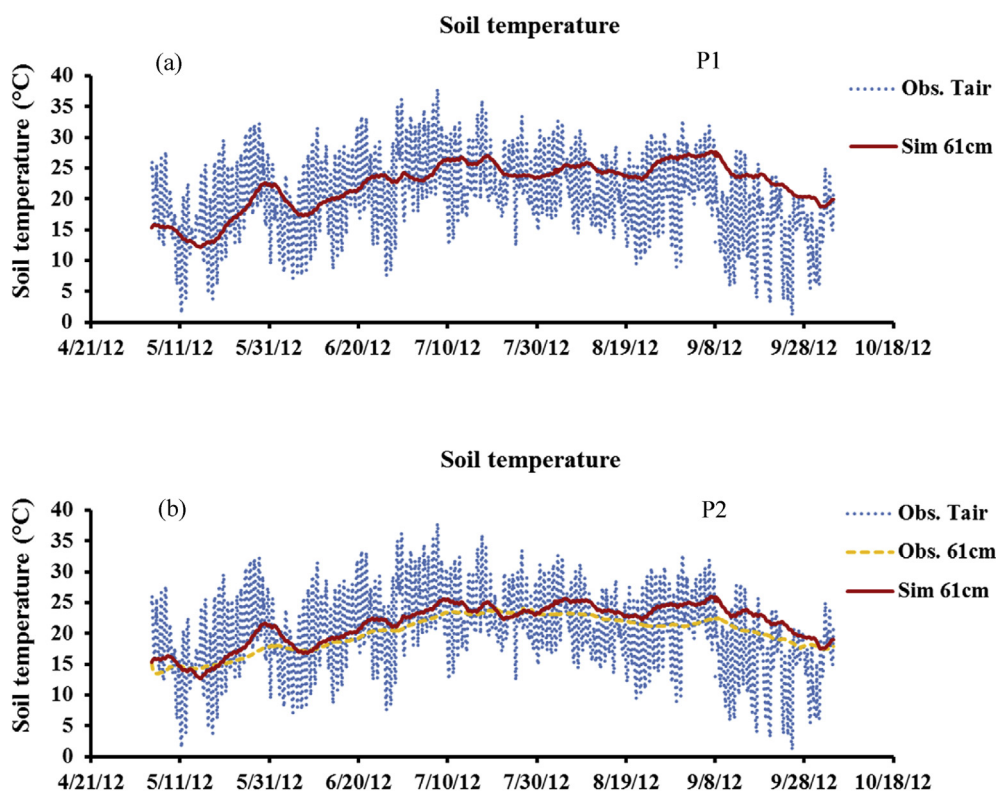 Soil temperature
(a)
P1
Soil temperature (°C)
40
35
30
25
20
15
10
5
0
4/21/12 5/11/12 5/31/12 6/20/12 7/10/12 7/30/12 8/19/12 9/8/12 9/28/12 10/18/12
Obs. Tair
Sim 61cm
Soil temperature
(b)
P2
Soil temperature (°C)
40
35
30
25
20
15
10
5
0
4/21/12 5/11/12 5/31/12 6/20/12 7/10/12 7/30/12 8/19/12 9/8/12 9/28/12 10/18/12
Obs. Tair
Obs. 61cm
Sim 61cm